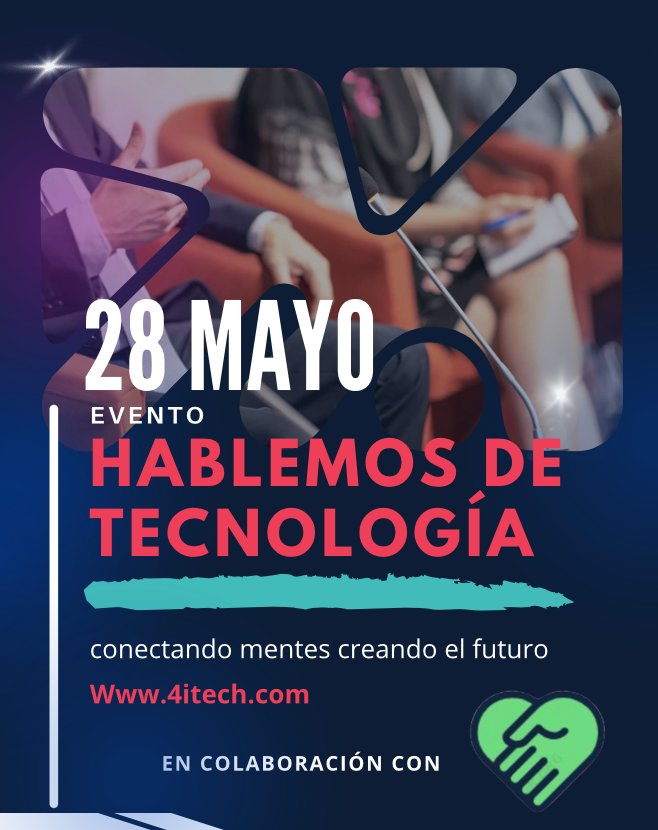 28 MAYO
EVENTO
HABLEMOS DE
TECNOLOGÍA
conectando mentes creando el futuro
Www.4itech.com
EN COLABORACIÓN CON